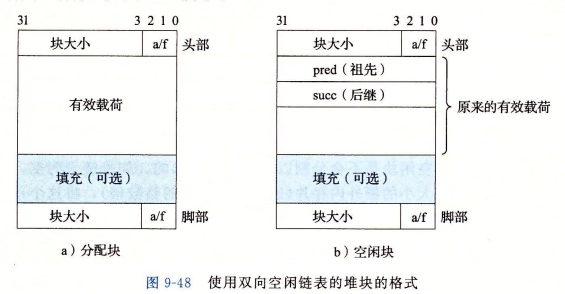 31 3 2 1 0
块大小 a/f 头部
有效载荷
填充（可选）
块大小 a/f 脚部
a）分配块
31 3 2 1 0
块大小 a/f 头部
pred（祖先）
succ（后继）
原来的有效载荷
填充（可选）
块大小 a/f 脚部
b）空闲块
图 9-48 使用双向空闲链表的堆块的格式